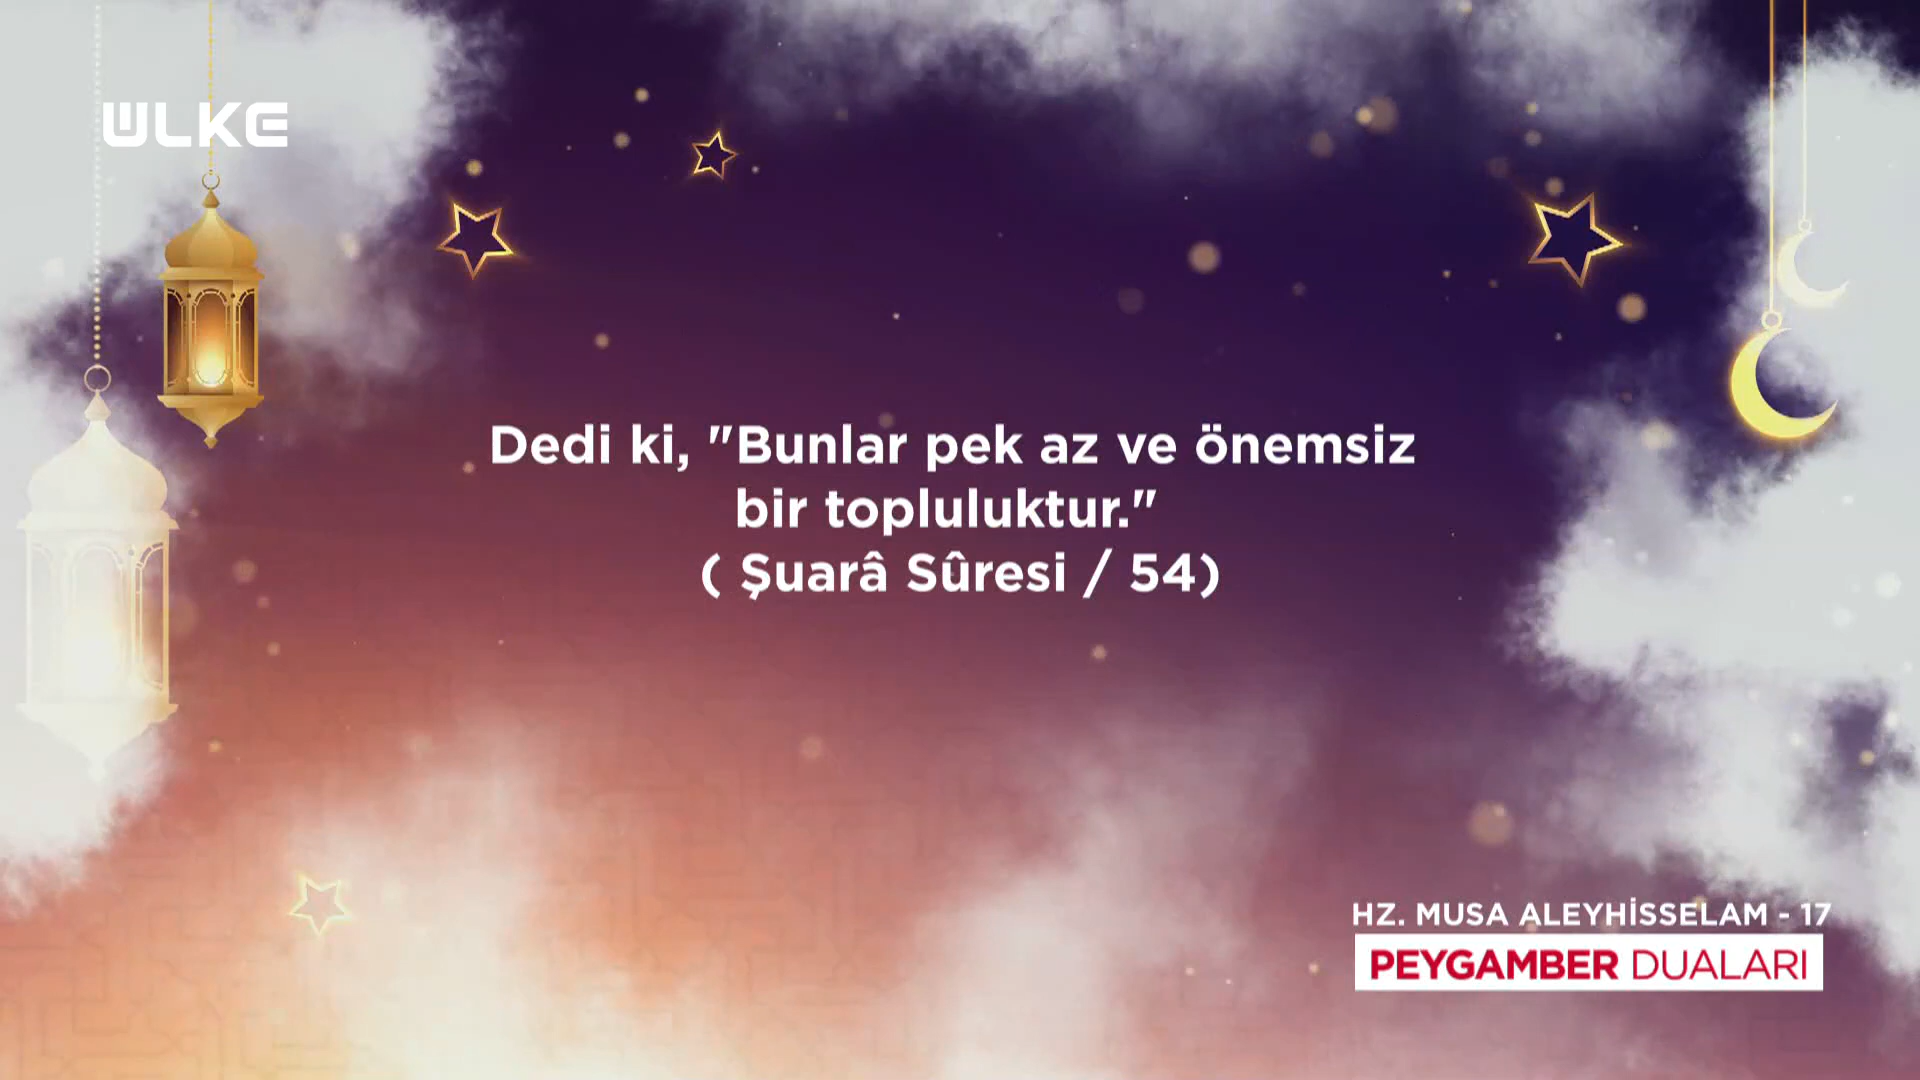 ULKE
Dedi ki, "Bunlar pek az ve önemsiz
bir topluluktur."
( Şuarâ Sûresi / 54)
HZ. MUSA ALEYHİSSELAM - 17
PEYGAMBER DUALARI